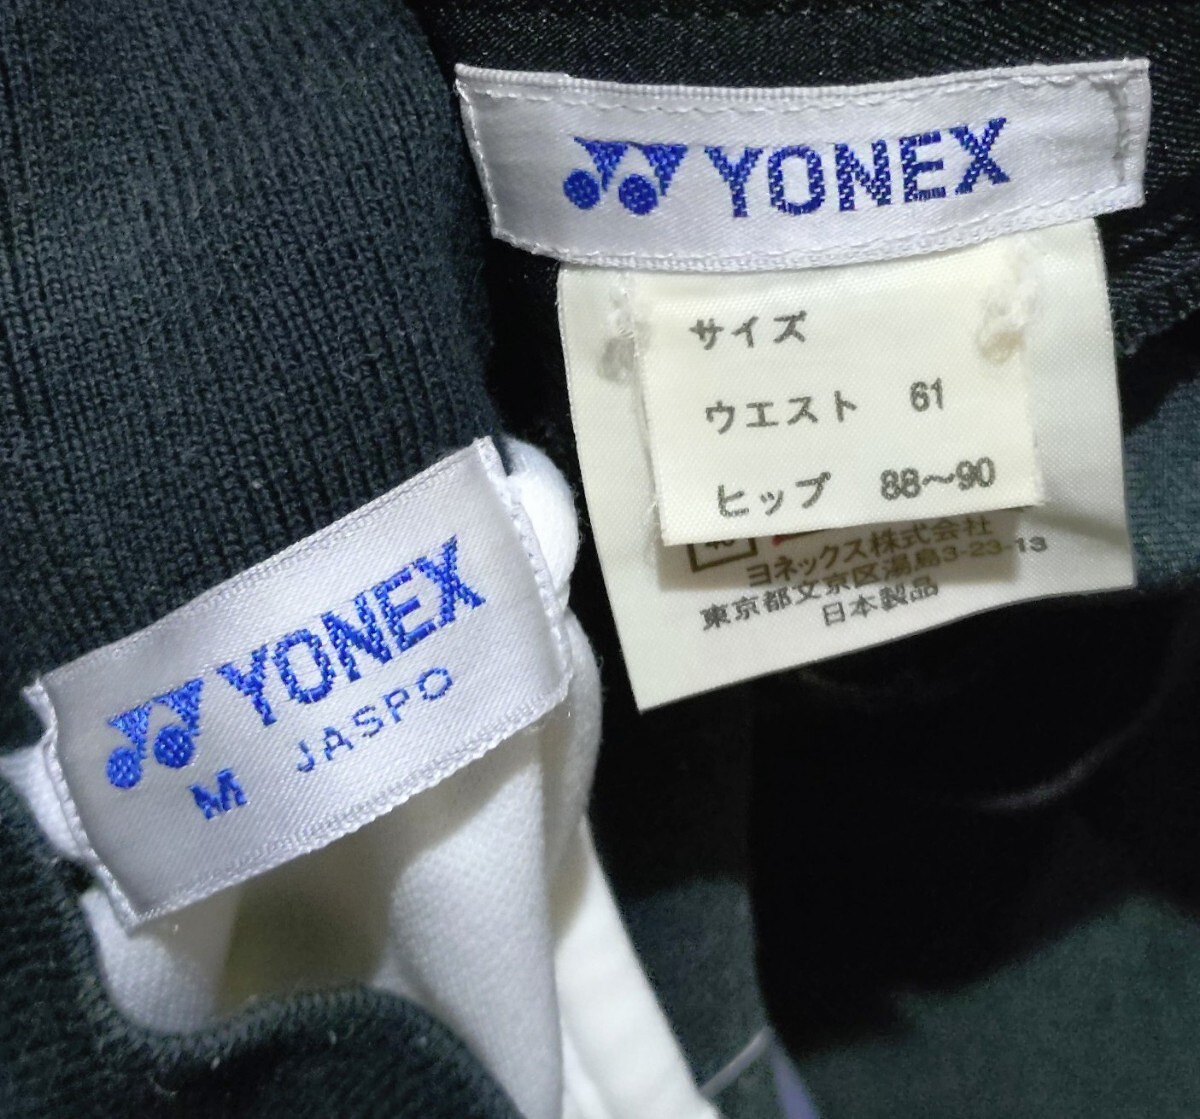 YONEX
サイズ
ウエスト 61
ヒップ 88〜90
ヨネックス株式会社
東京都文京区湯島3-23-13
日本製品
YONEX
M JASPO